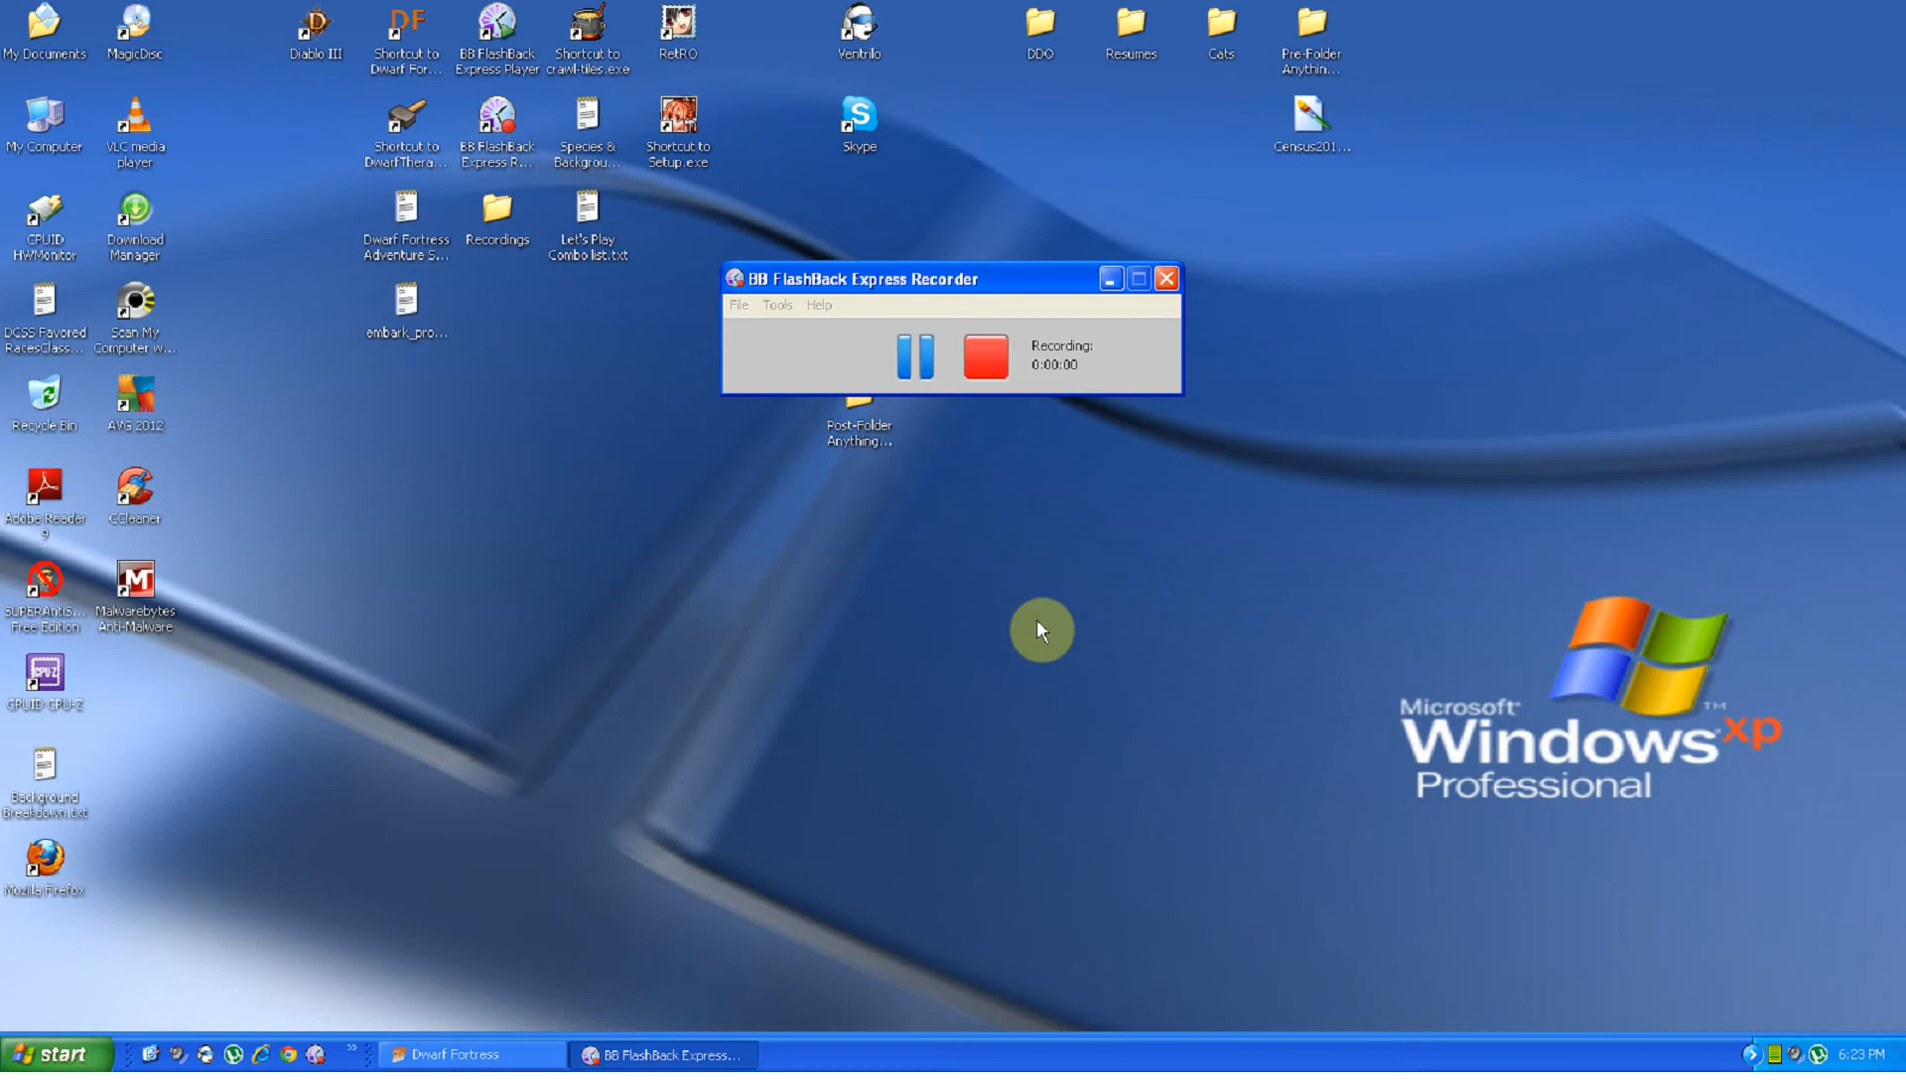 My Documents
MagicDisc
Diablo III
DF
Shortcut to
Dwarf For...
BB FlashBack
Express Player
Shortcut to
crawl-tiles.exe
RetRO
Ventrilo
DDO
Resumes
Cats
Pre-Folder
Anythin...
My Computer
VLC media
player
Shortcut to
DwarfThera...
BB FlashBack
Express R...
Species &
Backgrou...
Shortcut to
Setup.exe
S
Skype
Census201...
CPUID
HWMonitor
Download
Manager
Dwarf Fortress
Adventure S...
Recordings
Let's Play
Combo list.txt
BB FlashBack Express Recorder
File Tools Help
Recording:
0:00:00
DCSS Favored
RacesClass...
Scan My
Computer w...
embark_pro...
Recycle Bin
AVG 2012
Post-Folder
Anything...
Adobe Reader
9
CCleaner
SUPERAntiS...
Free Edition
M
Malwarebytes
Anti-Malware
CPU-Z
CPUID CPU-Z
Background
Breakdown.txt
Mozilla Firefox
Microsoft®
Windows xp
TM
Professional
start
Dwarf Fortress
BB FlashBack Express...
6:23 PM